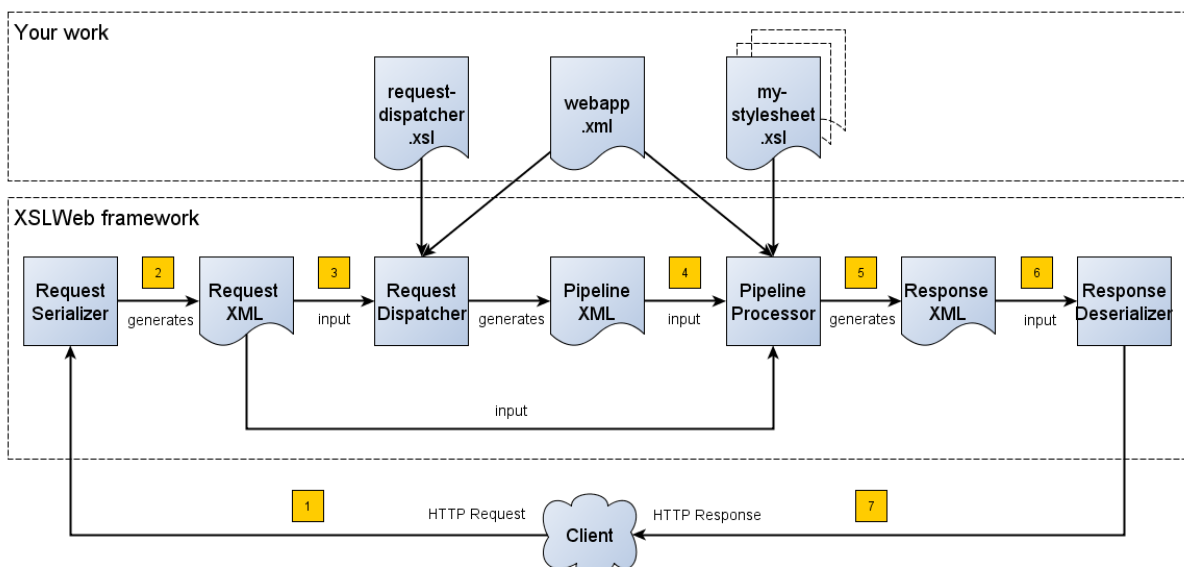 Your work
request-
dispatcher
.xsl
webapp
.xml
my-
stylesheet
.xsl
XSLWeb framework
Request
Serializer
2
generates
Request
XML
3
input
Request
Dispatcher
generates
Pipeline
XML
4
input
Pipeline
Processor
5
generates
Response
XML
6
input
Response
Deserializer
input
1
HTTP Request
Client
HTTP Response
7